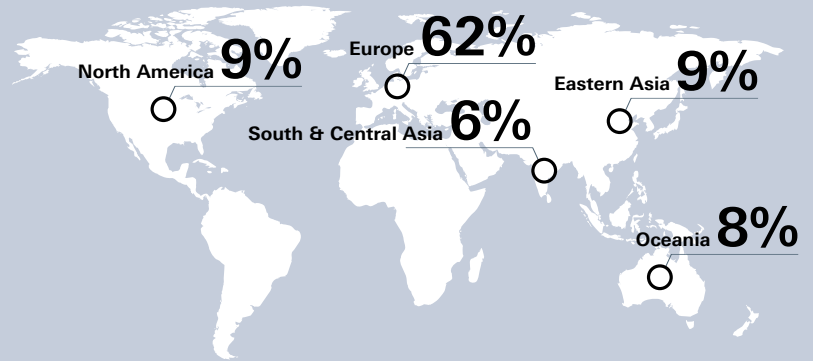 Europe 62%
North America 9%
Eastern Asia 9%
South & Central Asia 6%
Oceania 8%